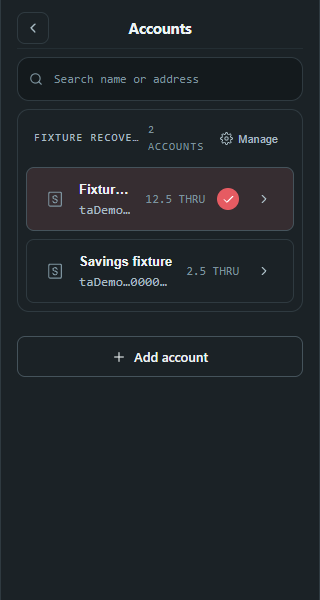 Accounts
Search name or address
FIXTURE RECOVE…
2 ACCOUNTS
Manage
S
Fixtur…
12.5 THRU
taDemo…
S
Savings fixture
2.5 THRU
taDemo…0000…
Add account